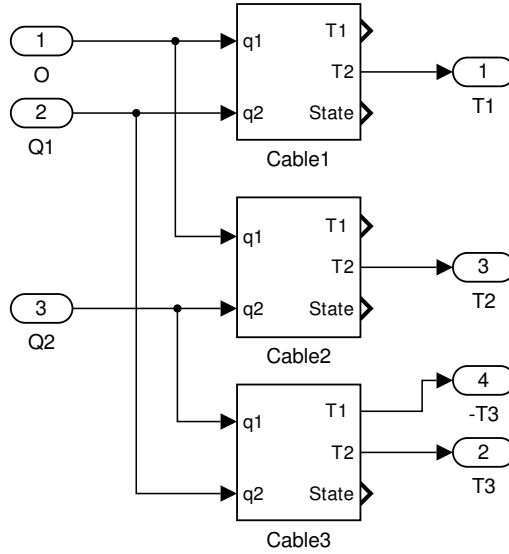 1
O
2
Q1
q1
q2
T1
T2
State
Cable1
1
T1
q1
q2
T1
T2
State
Cable2
3
T2
3
Q2
q1
q2
T1
T2
State
Cable3
4
-T3
2
T3